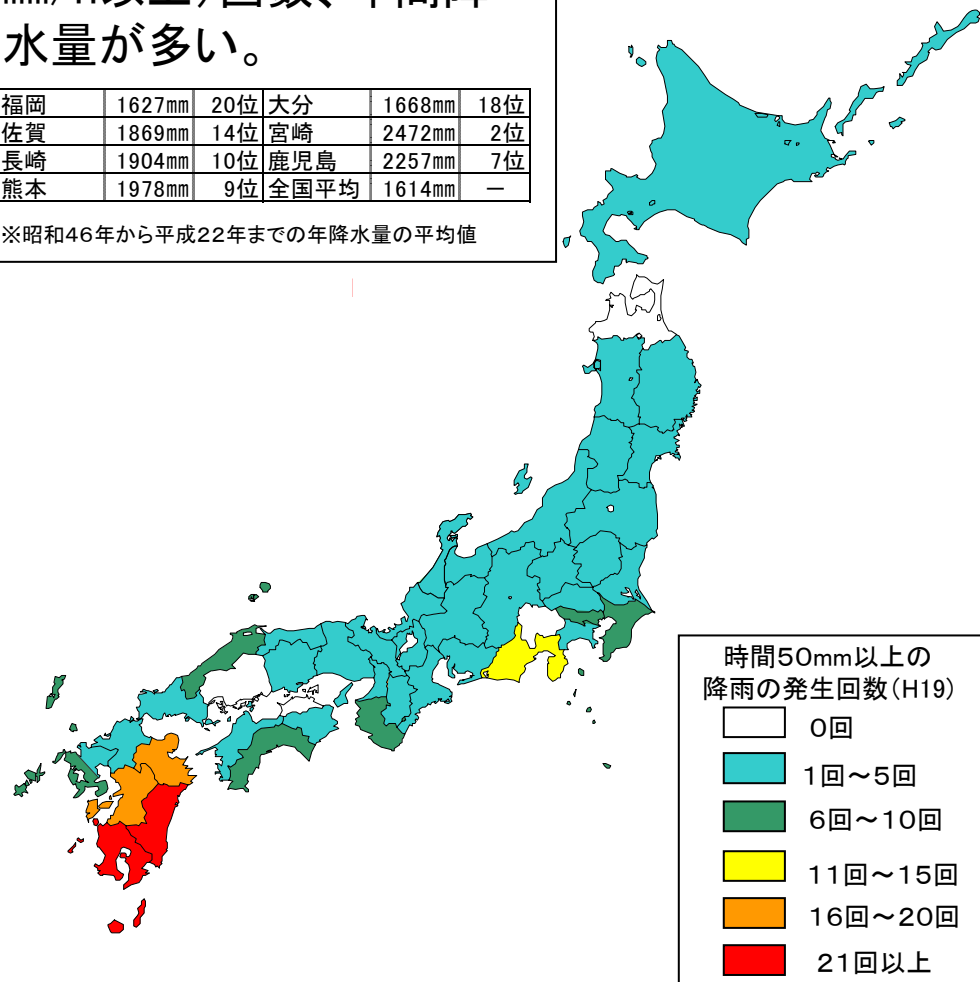 水量が多い。
福岡 1627mm 20位 大分 1668mm 18位
佐賀 1869mm 14位 宮崎 2472mm 2位
長崎 1904mm 10位 鹿児島 2257mm 7位
熊本 1978mm 9位 全国平均 1614mm －
※昭和46年から平成22年までの年降水量の平均値
時間50mm以上の
降雨の発生回数(H19)
0回
1回～5回
6回～10回
11回～15回
16回～20回
21回以上